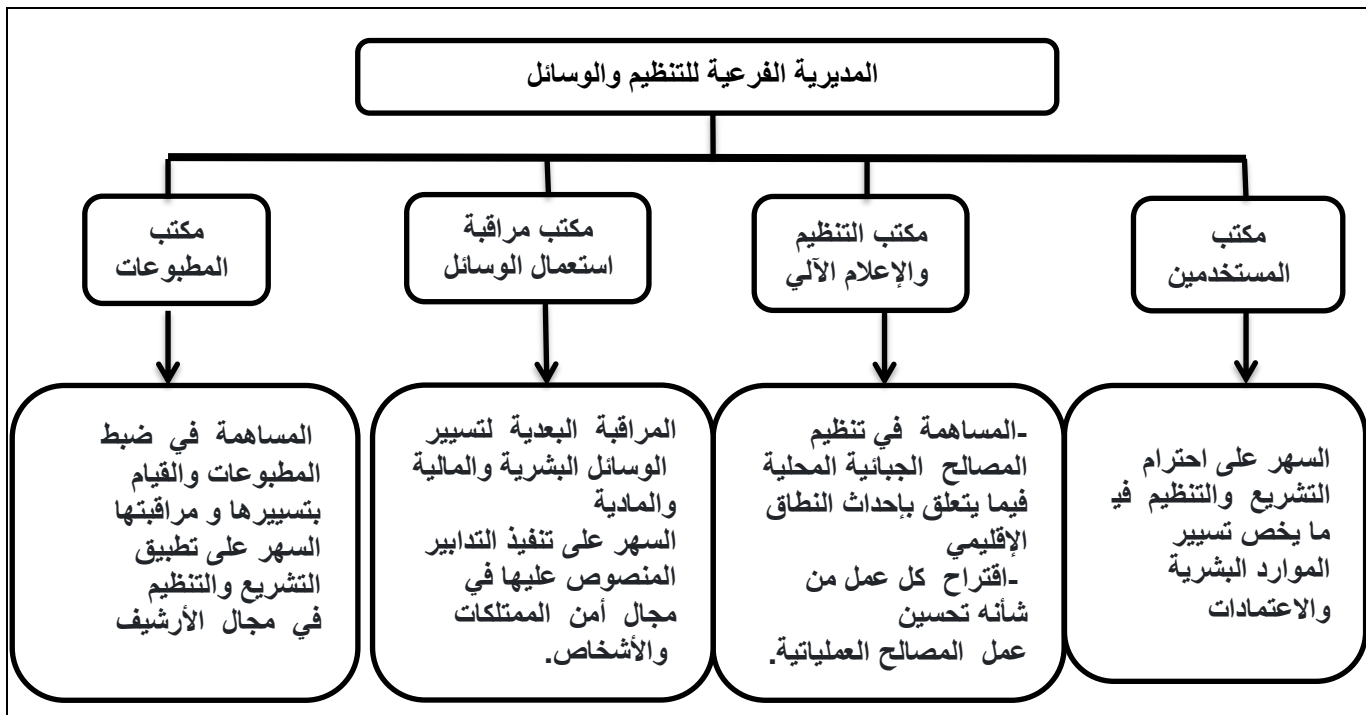 المديرية الفرعية للتنظيم والوسائل
مكتب
المستخدمين
مكتب التنظيم
والإعلام الآلي
مكتب مراقبة
استعمال الوسائل
مكتب
المطبوعات
السهر على احترام
التشريع والتنظيم في
ما يخص تسيير
الموارد البشرية
والاعتمادات
-المساهمة في تنظيم
المصالح الجبائية المحلية
فيما يتعلق بإحداث النطاق
الإقليمي
-اقتراح كل عمل من
شأنه تحسين
عمل المصالح العملياتية.
المراقبة البعدية لتسيير
الوسائل البشرية والمالية
والمادية
السهر على تنفيذ التدابير
المنصوص عليها في
مجال أمن الممتلكات
والأشخاص.
المساهمة في ضبط
المطبوعات والقيام
بتسييرها و مراقبتها
السهر على تطبيق
التشريع والتنظيم
في مجال الأرشيف